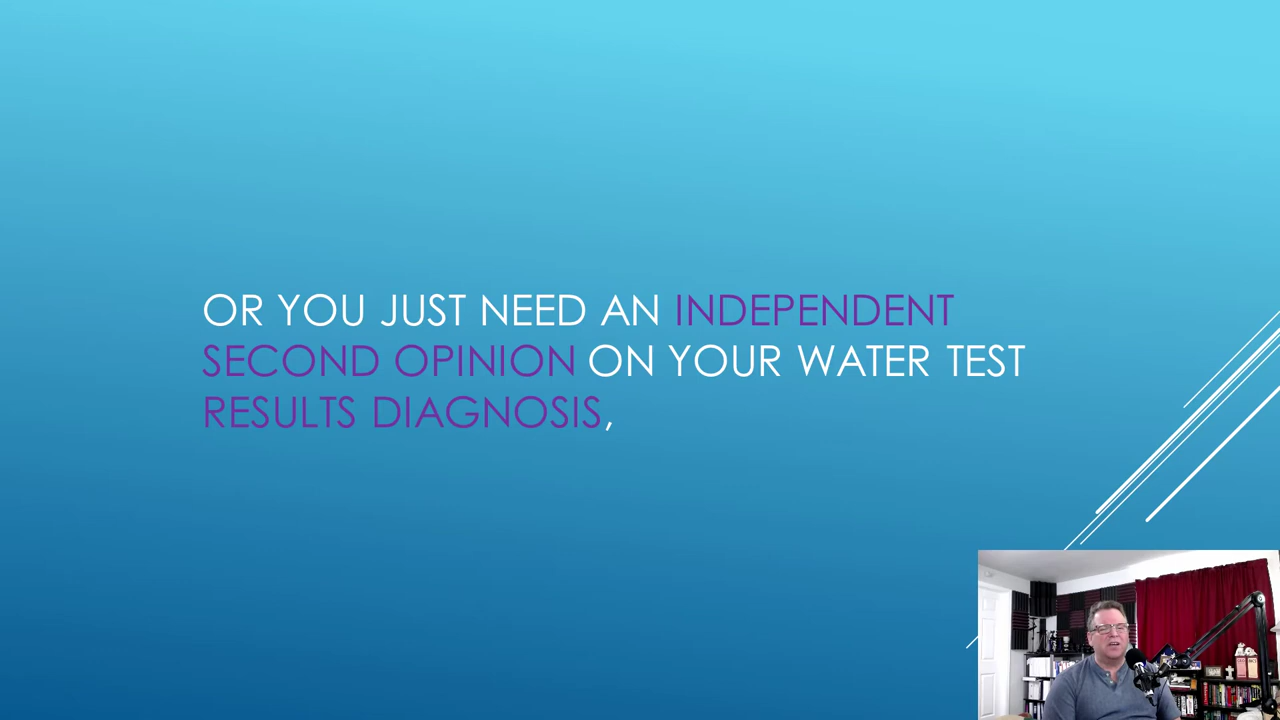 OR YOU JUST NEED AN INDEPENDENT
SECOND OPINION ON YOUR WATER TEST
RESULTS DIAGNOSIS,